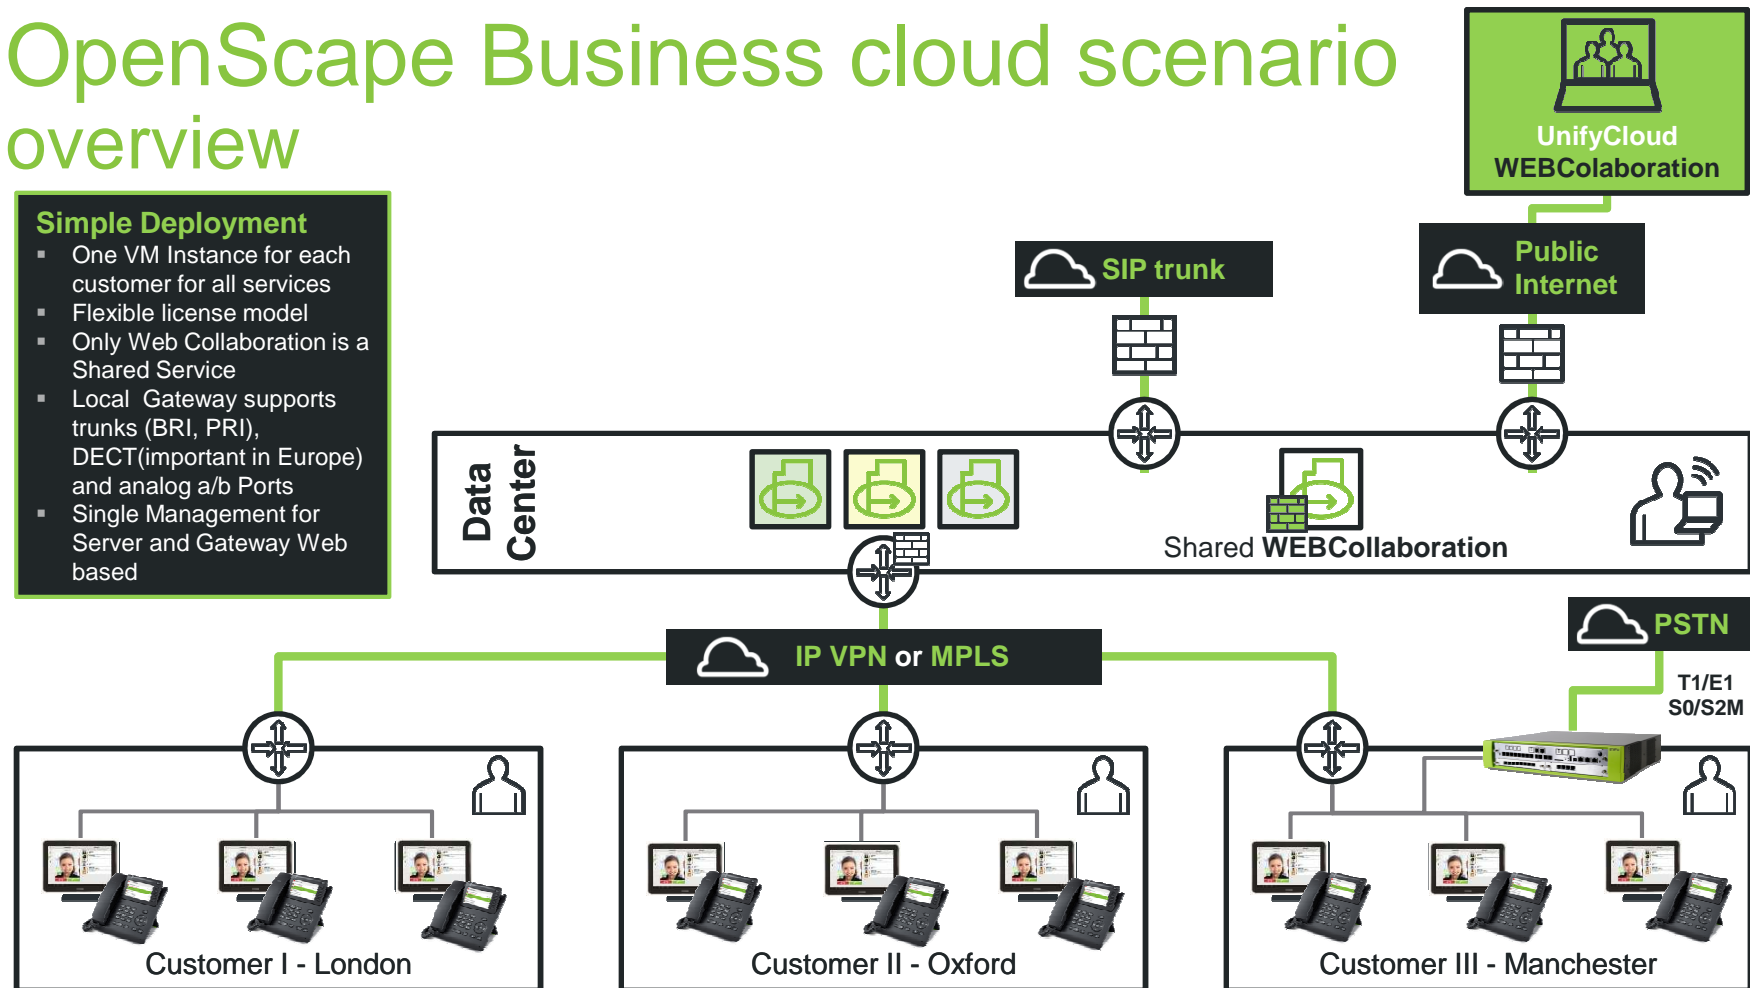 OpenScape Business cloud scenario
overview
UnifyCloud
WEBColaboration
Simple Deployment
▪ One VM Instance for each
customer for all services
▪ Flexible license model
▪ Only Web Collaboration is a
Shared Service
▪ Local  Gateway supports
trunks (BRI, PRI),
DECT(important in Europe)
and analog a/b Ports
▪ Single Management for
Server and Gateway Web
based
SIP trunk
Public
Internet
Data
Center
Shared WEBCollaboration
IP VPN or MPLS
PSTN
T1/E1
S0/S2M
Customer I - London
Customer II - Oxford
Customer III - Manchester